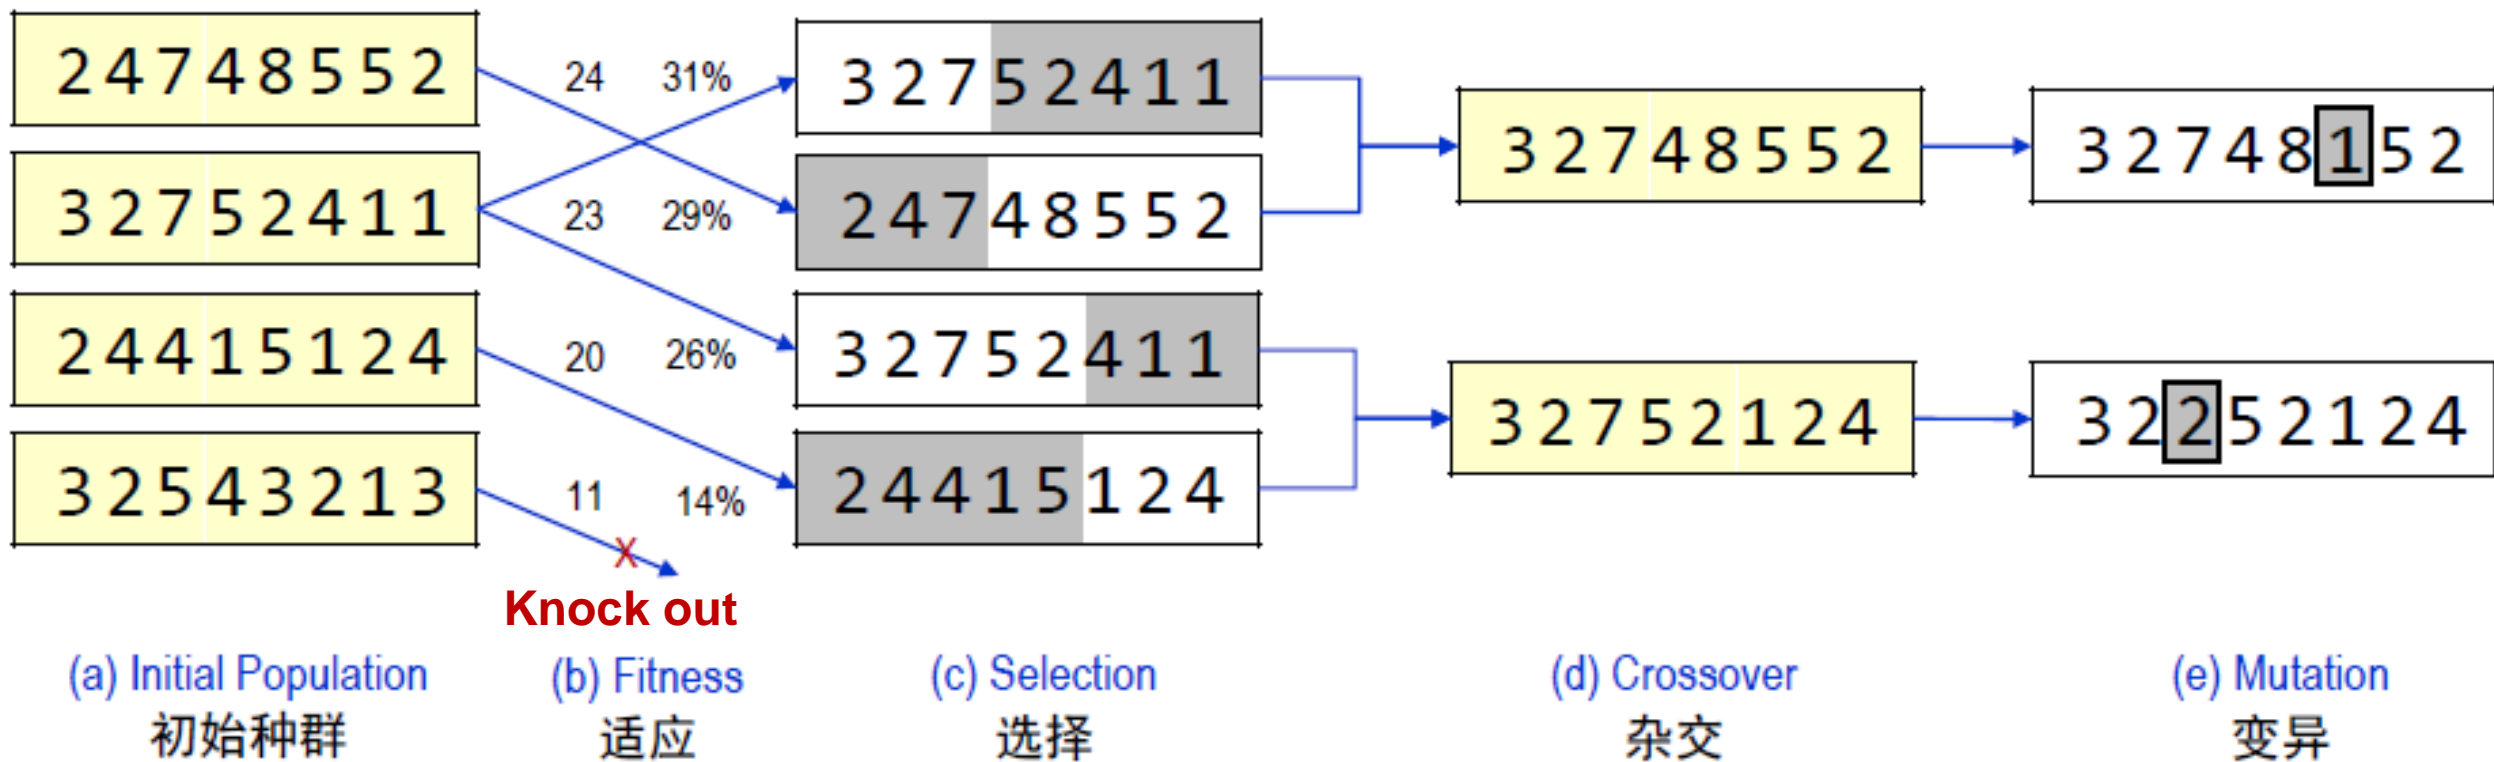 2 4 7 4 8 5 5 2
3 2 7 5 2 4 1 1
2 4 4 1 5 1 2 4
3 2 5 4 3 2 1 3
24 31%
23 29%
20 26%
11 14%
X
Knock out
3 2 7 5 2 4 1 1
2 4 7 4 8 5 5 2
3 2 7 5 2 4 1 1
2 4 4 1 5 1 2 4
3 2 7 4 8 5 5 2
3 2 7 5 2 1 2 4
3 2 7 4 8 1 5 2
3 2 2 5 2 1 2 4
(a) Initial Population
初始种群
(b) Fitness
适应
(c) Selection
选择
(d) Crossover
杂交
(e) Mutation
变异